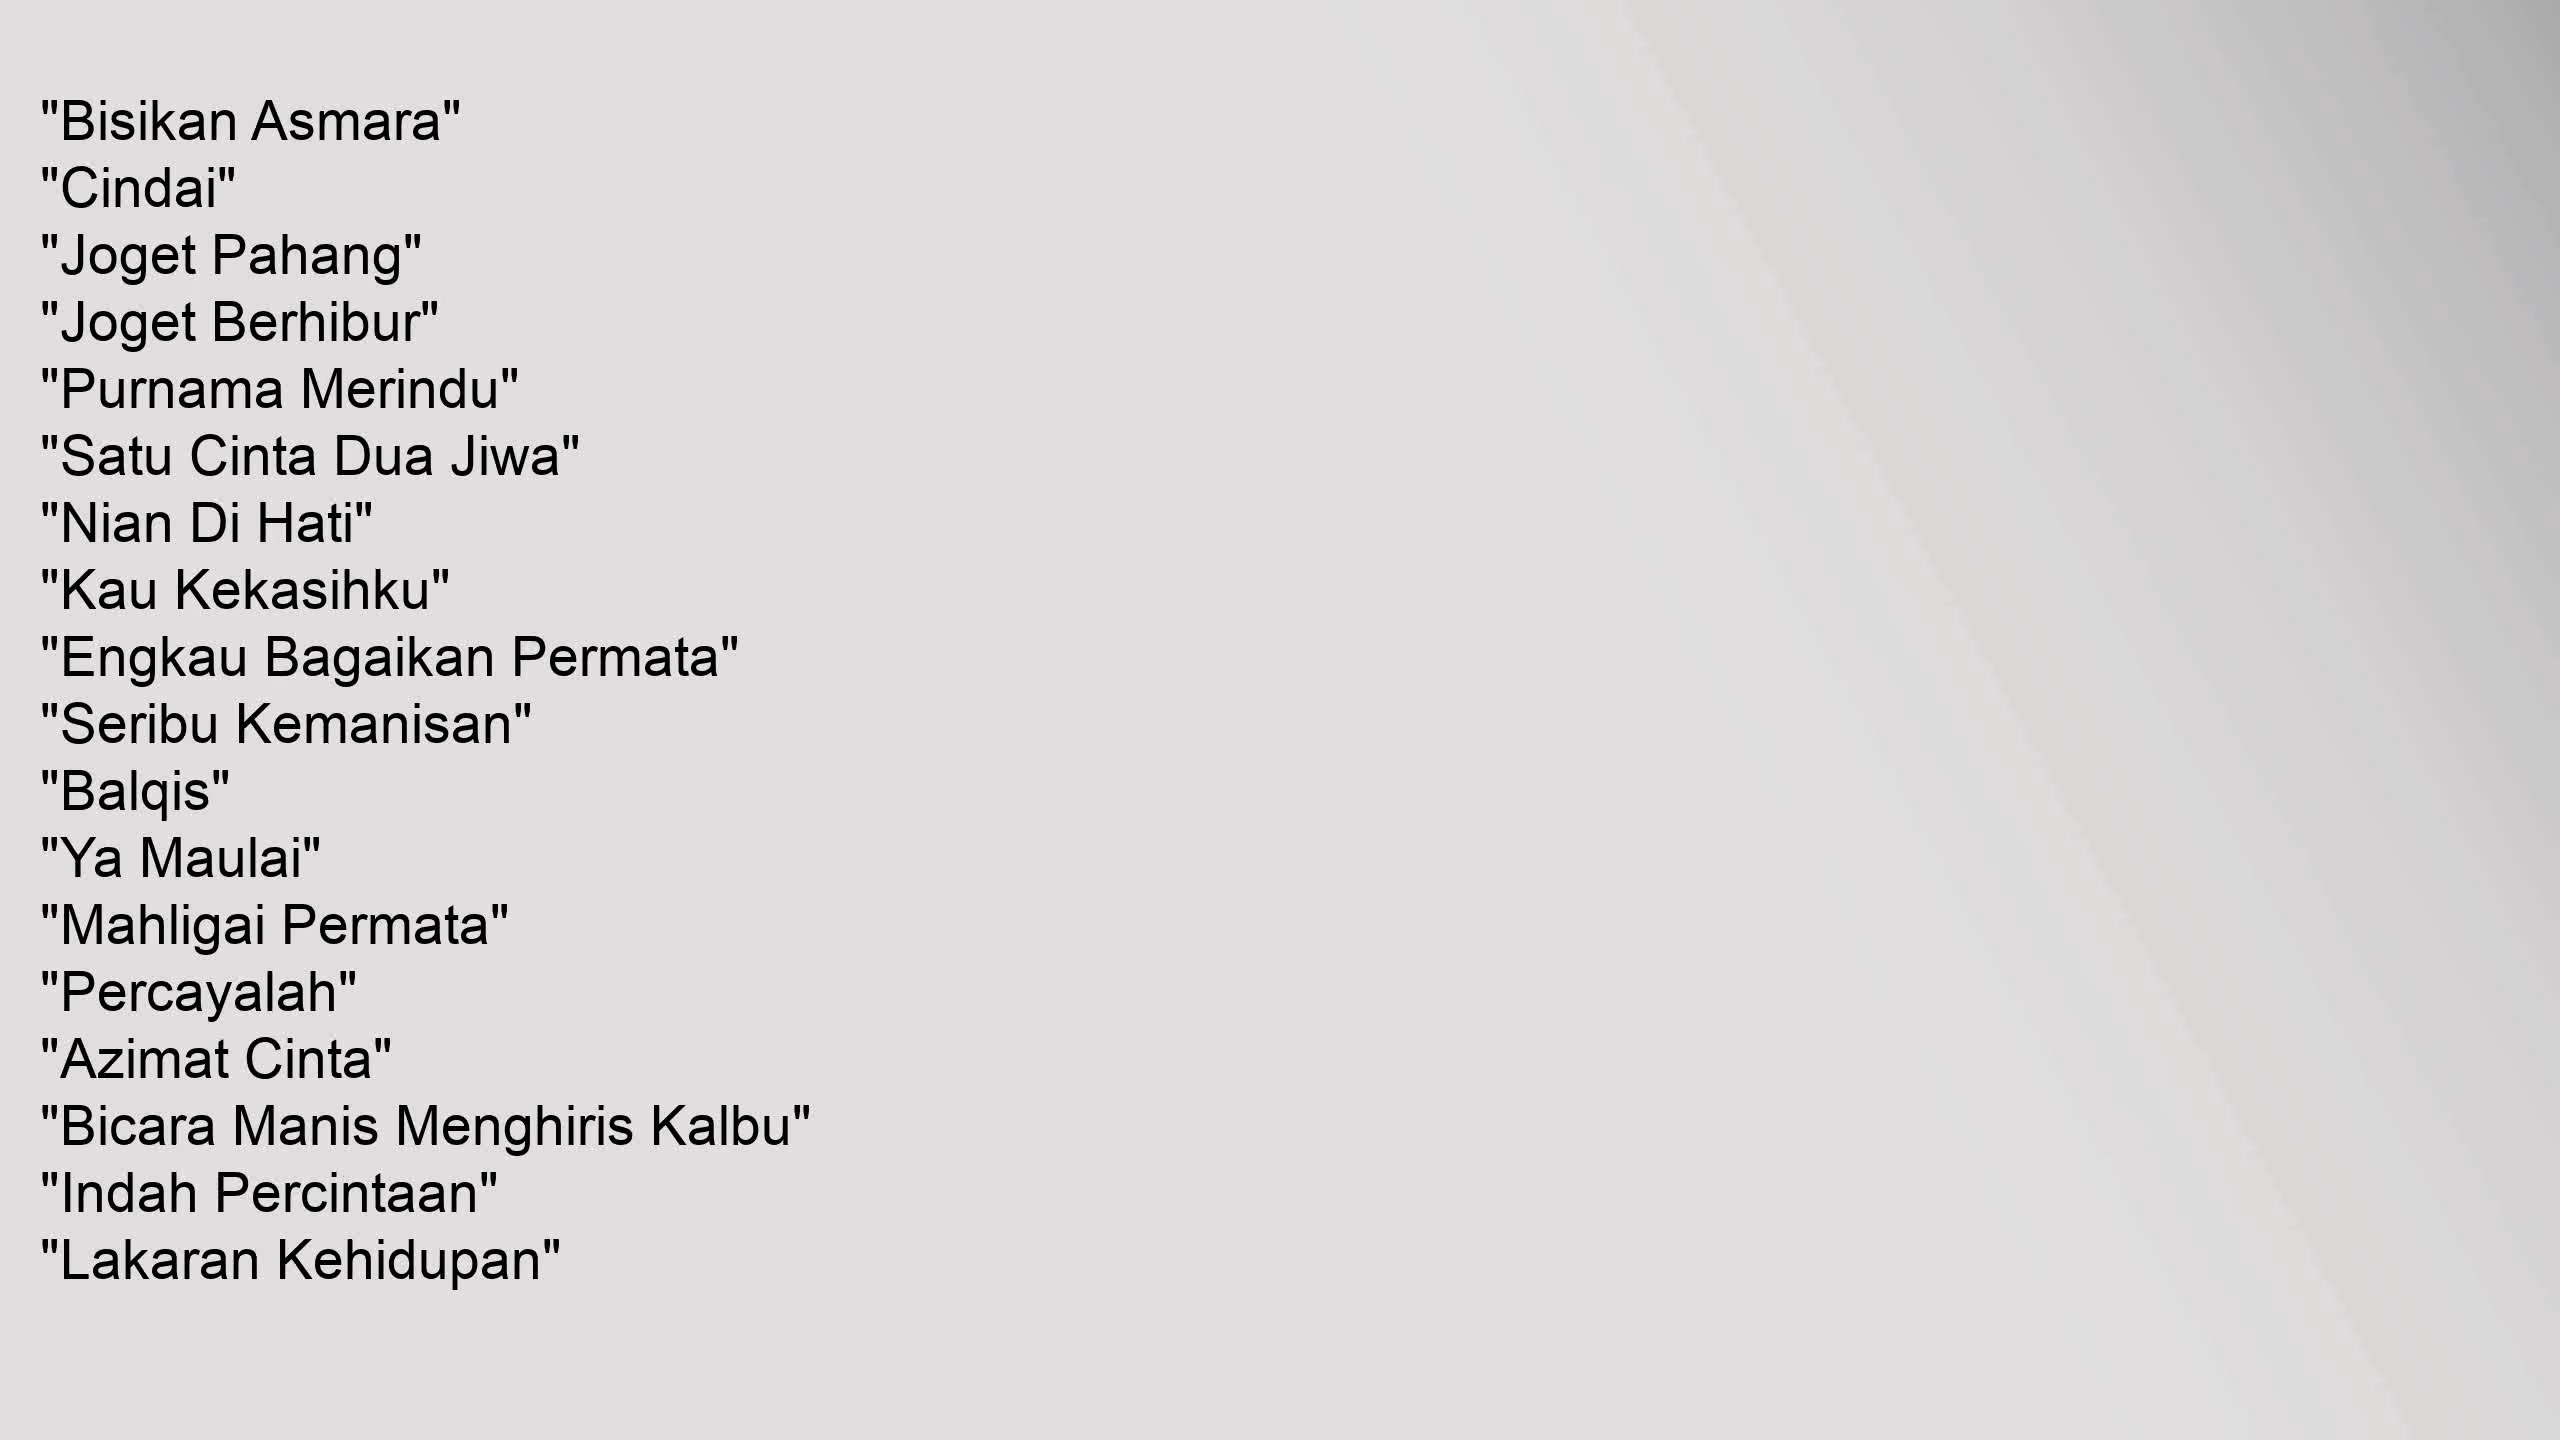 "Bisikan Asmara"
"Cindai"
"Joget Pahang"
"Joget Berhibur"
"Purnama Merindu"
"Satu Cinta Dua Jiwa"
"Nian Di Hati"
"Kau Kekasihku"
"Engkau Bagaikan Permata"
"Seribu Kemanisan"
"Balqis"
"Ya Maulai"
"Mahligai Permata"
"Percayalah"
"Azimat Cinta"
"Bicara Manis Menghiris Kalbu"
"Indah Percintaan"
"Lakaran Kehidupan"